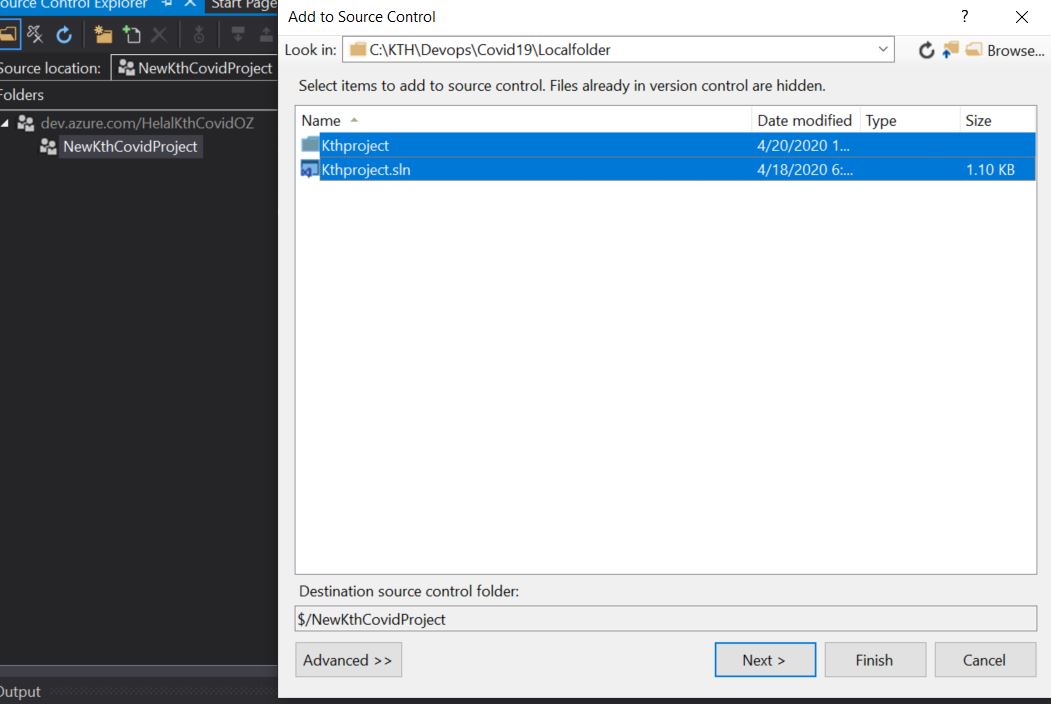 ource Control Explorer
Start Page
Source location:
NewKthCovidProject
Folders
dev.azure.com/HelalKthCovidOZ
NewKthCovidProject
Output
Add to Source Control
?
Look in:
C:\KTH\Devops\Covid19\Localfolder
Browse...
Select items to add to source control. Files already in version control are hidden.
Name Date modified Type Size
Kthproject 4/20/2020 1...
Kthproject.sln 4/18/2020 6:... 1.10 KB
Destination source control folder:
$/NewKthCovidProject
Advanced >> Next > Finish Cancel